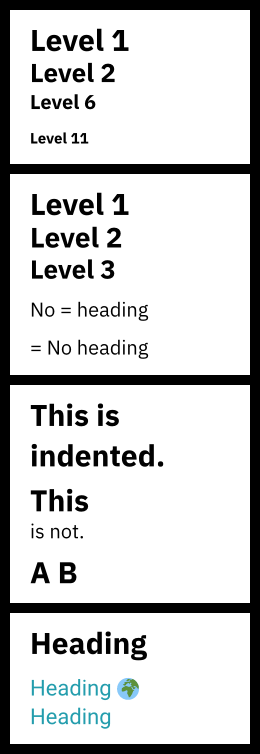 Level 1
Level 2
Level 6
Level 11
Level 1
Level 2
Level 3
No = heading
= No heading
This is
indented.
This
is not.
A B
Heading
Heading 🌍
Heading